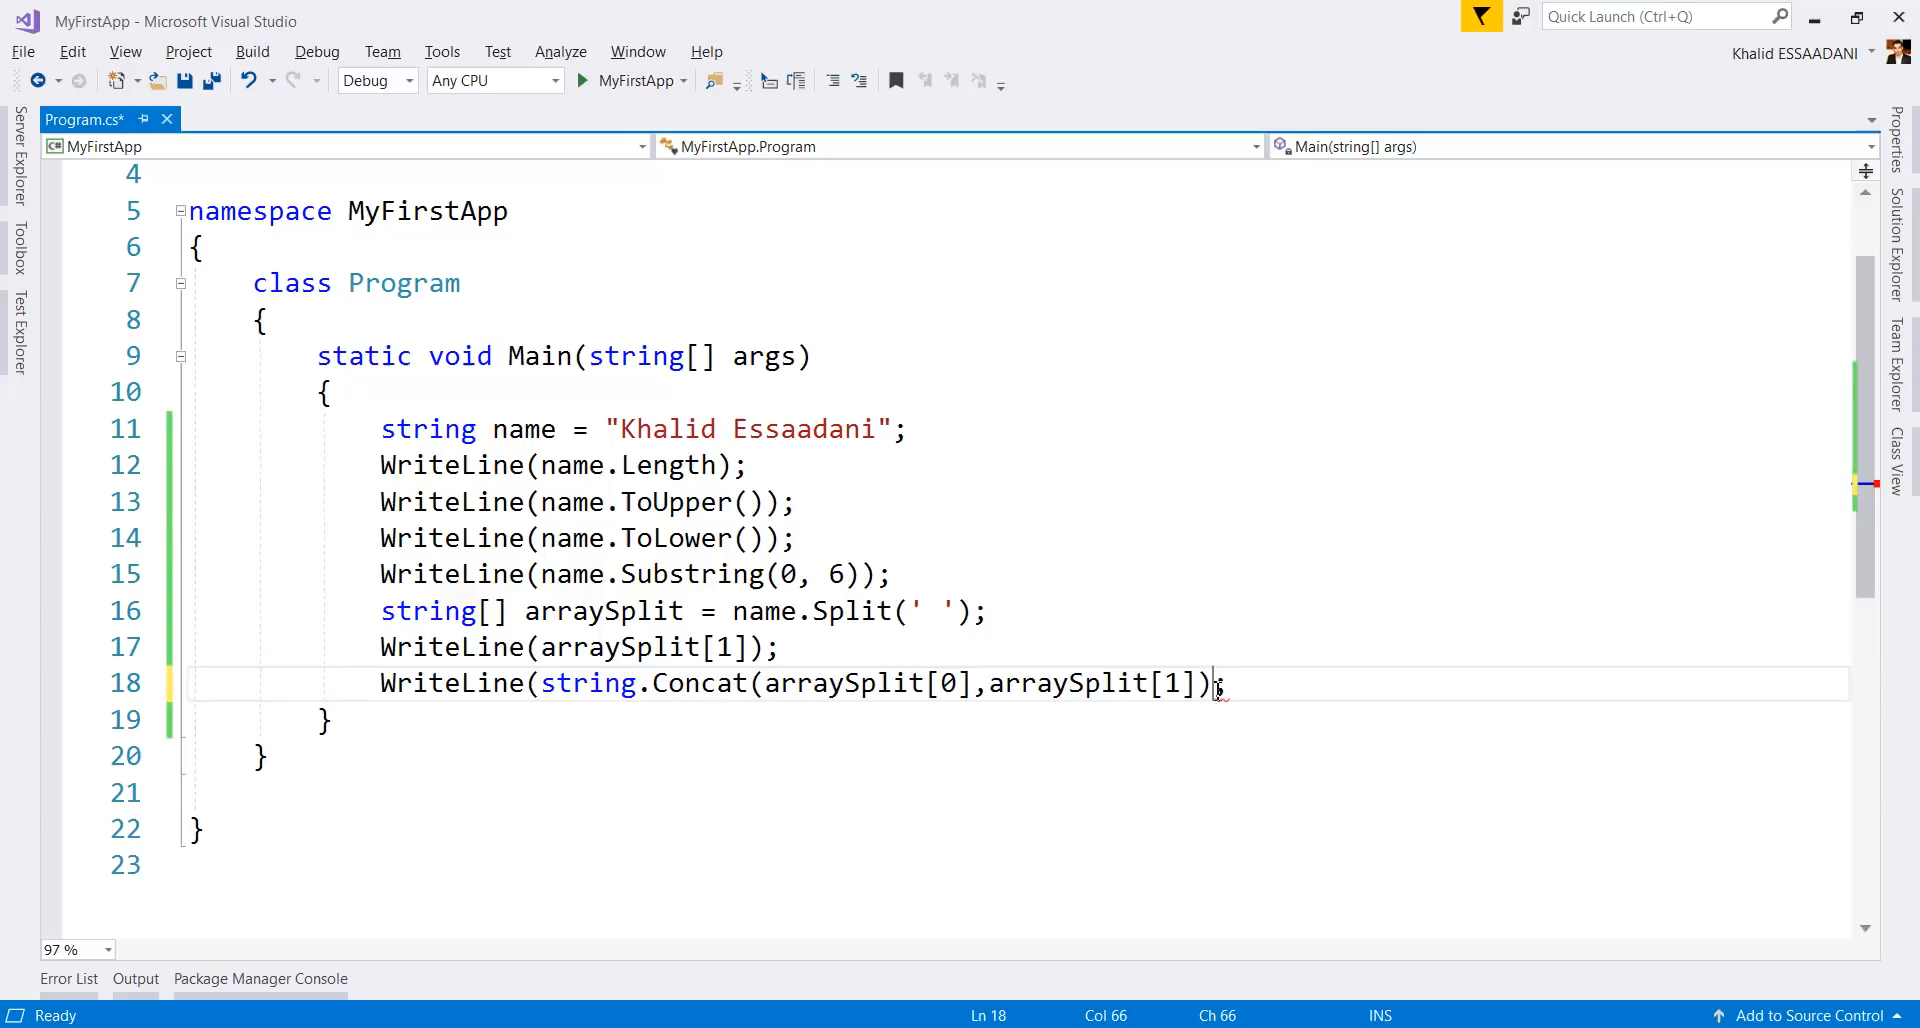 MyFirstApp - Microsoft Visual Studio
Quick Launch (Ctrl+Q)
File Edit View Project Build Debug Team Tools Test Analyze Window Help
Khalid ESSAADANI
Debug Any CPU MyFirstApp
Program.cs*
MyFirstApp MyFirstApp.Program Main(string[] args)
Server Explorer
Toolbox
Test Explorer
4
5 namespace MyFirstApp
6 {
7 class Program
8 {
9 static void Main(string[] args)
10 {
11 string name = "Khalid Essaadani";
12 WriteLine(name.Length);
13 WriteLine(name.ToUpper());
14 WriteLine(name.ToLower());
15 WriteLine(name.Substring(0, 6));
16 string[] arraySplit = name.Split(' ');
17 WriteLine(arraySplit[1]);
18 WriteLine(string.Concat(arraySplit[0],arraySplit[1]);
19 }
20 }
21
22 }
23
Properties
Solution Explorer
Team Explorer
Class View
97 %
Error List Output Package Manager Console
Ready Ln 18 Col 66 Ch 66 INS Add to Source Control